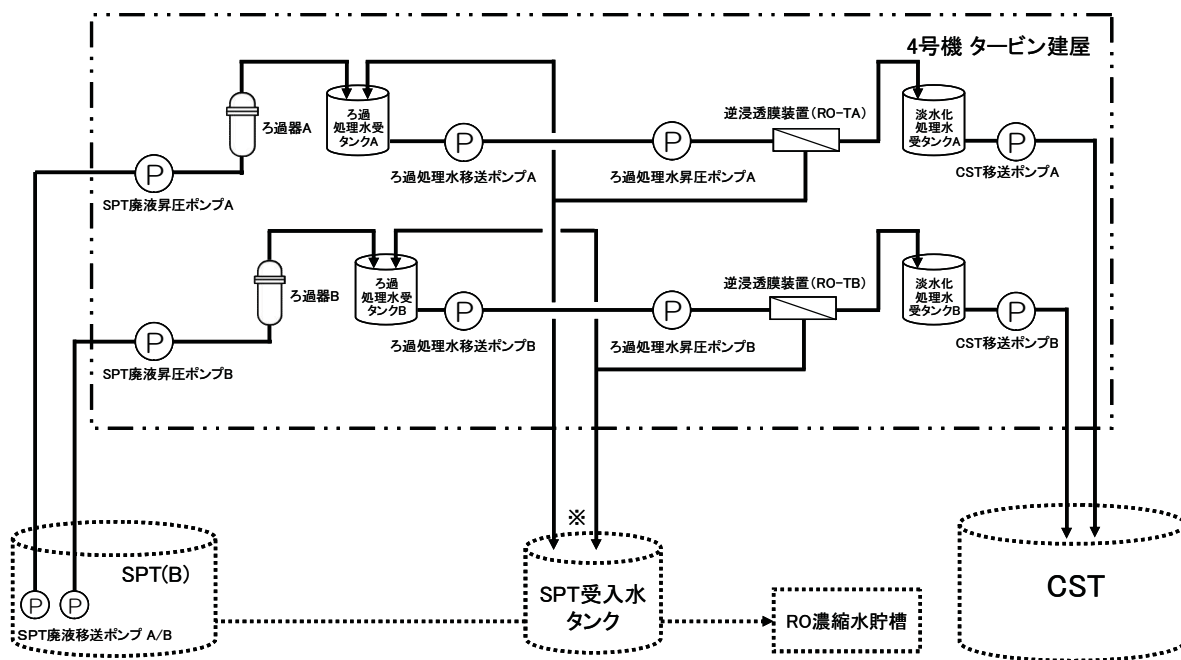 4号機 タービン建屋
ろ過器A
ろ過
処理水受
タンクA
逆浸透膜装置(RO-TA)
淡水化
処理水
受タンクA
P
P
P
P
SPT廃液昇圧ポンプA
ろ過処理水移送ポンプA
ろ過処理水昇圧ポンプA
CST移送ポンプA
ろ過器B
ろ過
処理水受
タンクB
逆浸透膜装置(RO-TB)
淡水化
処理水
受タンクB
P
P
P
P
SPT廃液昇圧ポンプB
ろ過処理水移送ポンプB
ろ過処理水昇圧ポンプB
CST移送ポンプB
※
SPT(B)
P
P
SPT廃液移送ポンプ A/B
SPT受入水
タンク
RO濃縮水貯槽
CST